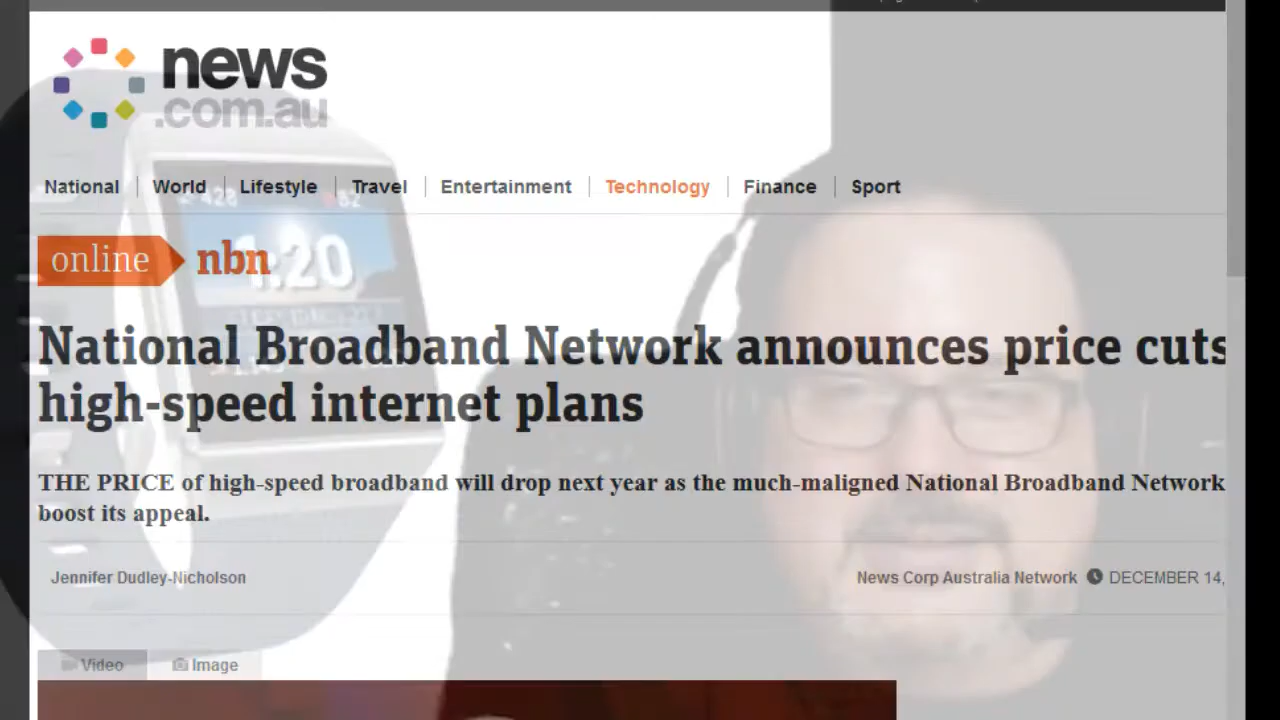 news
.com.au
National World Lifestyle Travel Entertainment Technology Finance Sport
online nbn
1:20
National Broadband Network announces price cuts
high-speed internet plans
THE PRICE of high-speed broadband will drop next year as the much-maligned National Broadband Network
boost its appeal.
Jennifer Dudley-Nicholson News Corp Australia Network DECEMBER 14,
Video Image